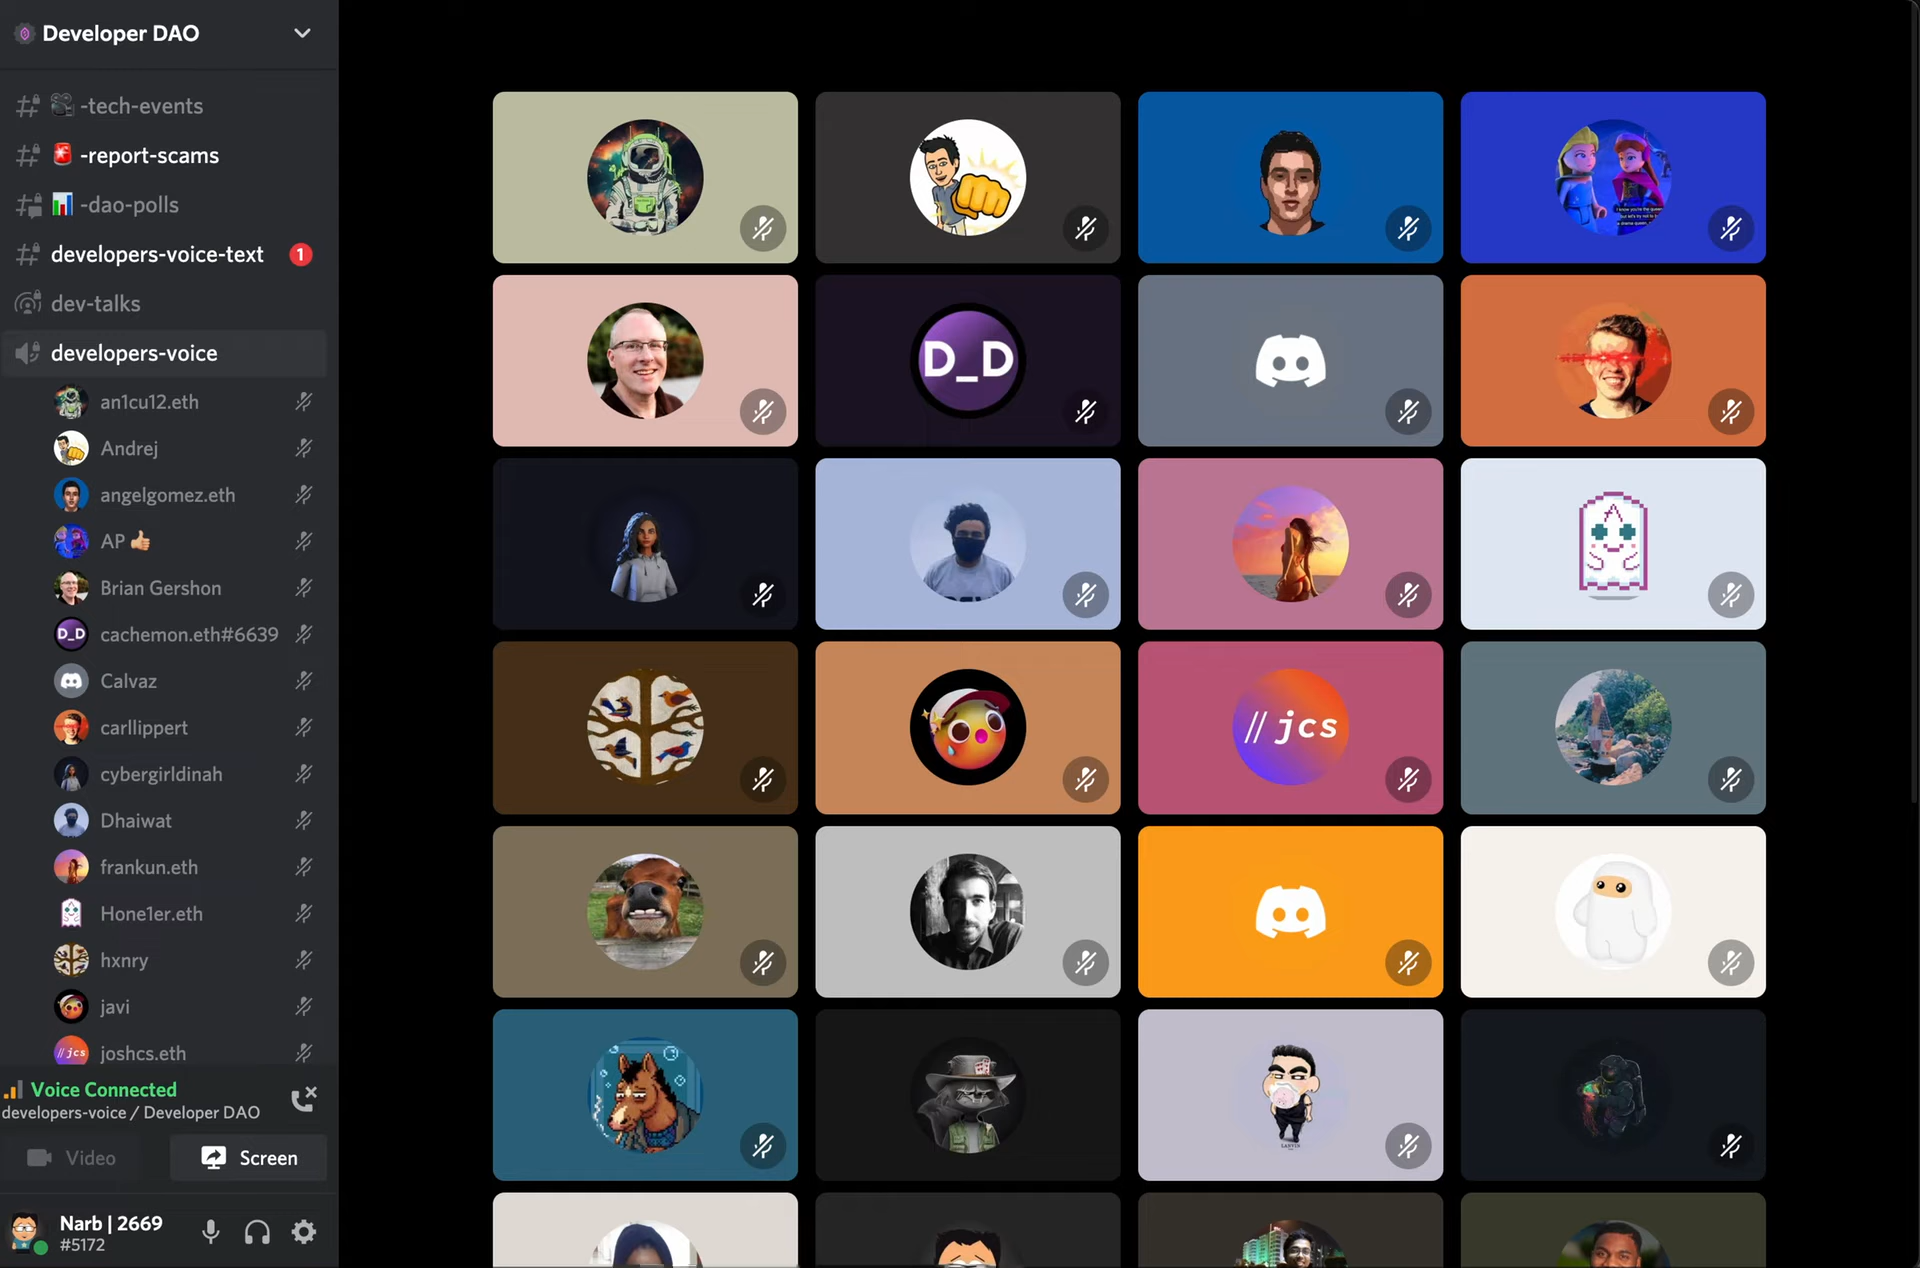 Developer DAO
-tech-events
-report-scams
-dao-polls
developers-voice-text 1
dev-talks
developers-voice
an1cu12.eth
Andrej
angelgomez.eth
AP
Brian Gershon
D_D cachemon.eth#6639
Calvaz
carllippert
cybergirldinah
Dhaiwat
frankun.eth
Hone1er.eth
hxnry
javi
//jcs joshcs.eth
Voice Connected
developers-voice / Developer DAO
Video Screen
Narb | 2669
#5172
D_D
// jcs